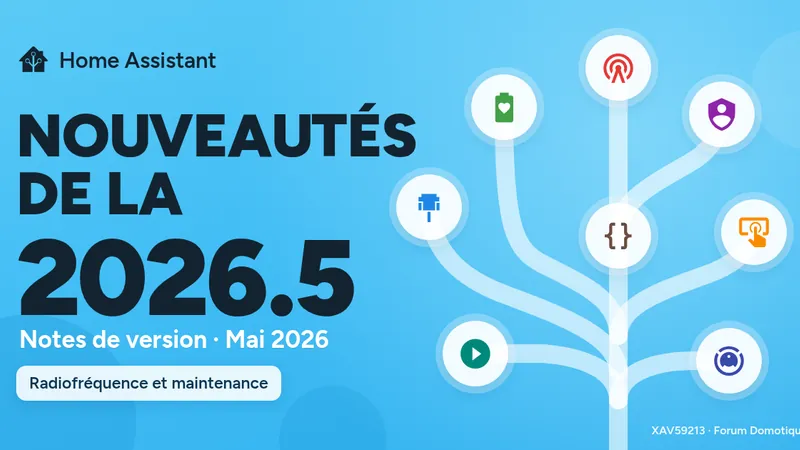 Home Assistant
NOUVEAUTÉS
DE LA
2026.5
Notes de version · Mai 2026
Radiofréquence et maintenance
{}
XAV59213 · Forum Domotiqu